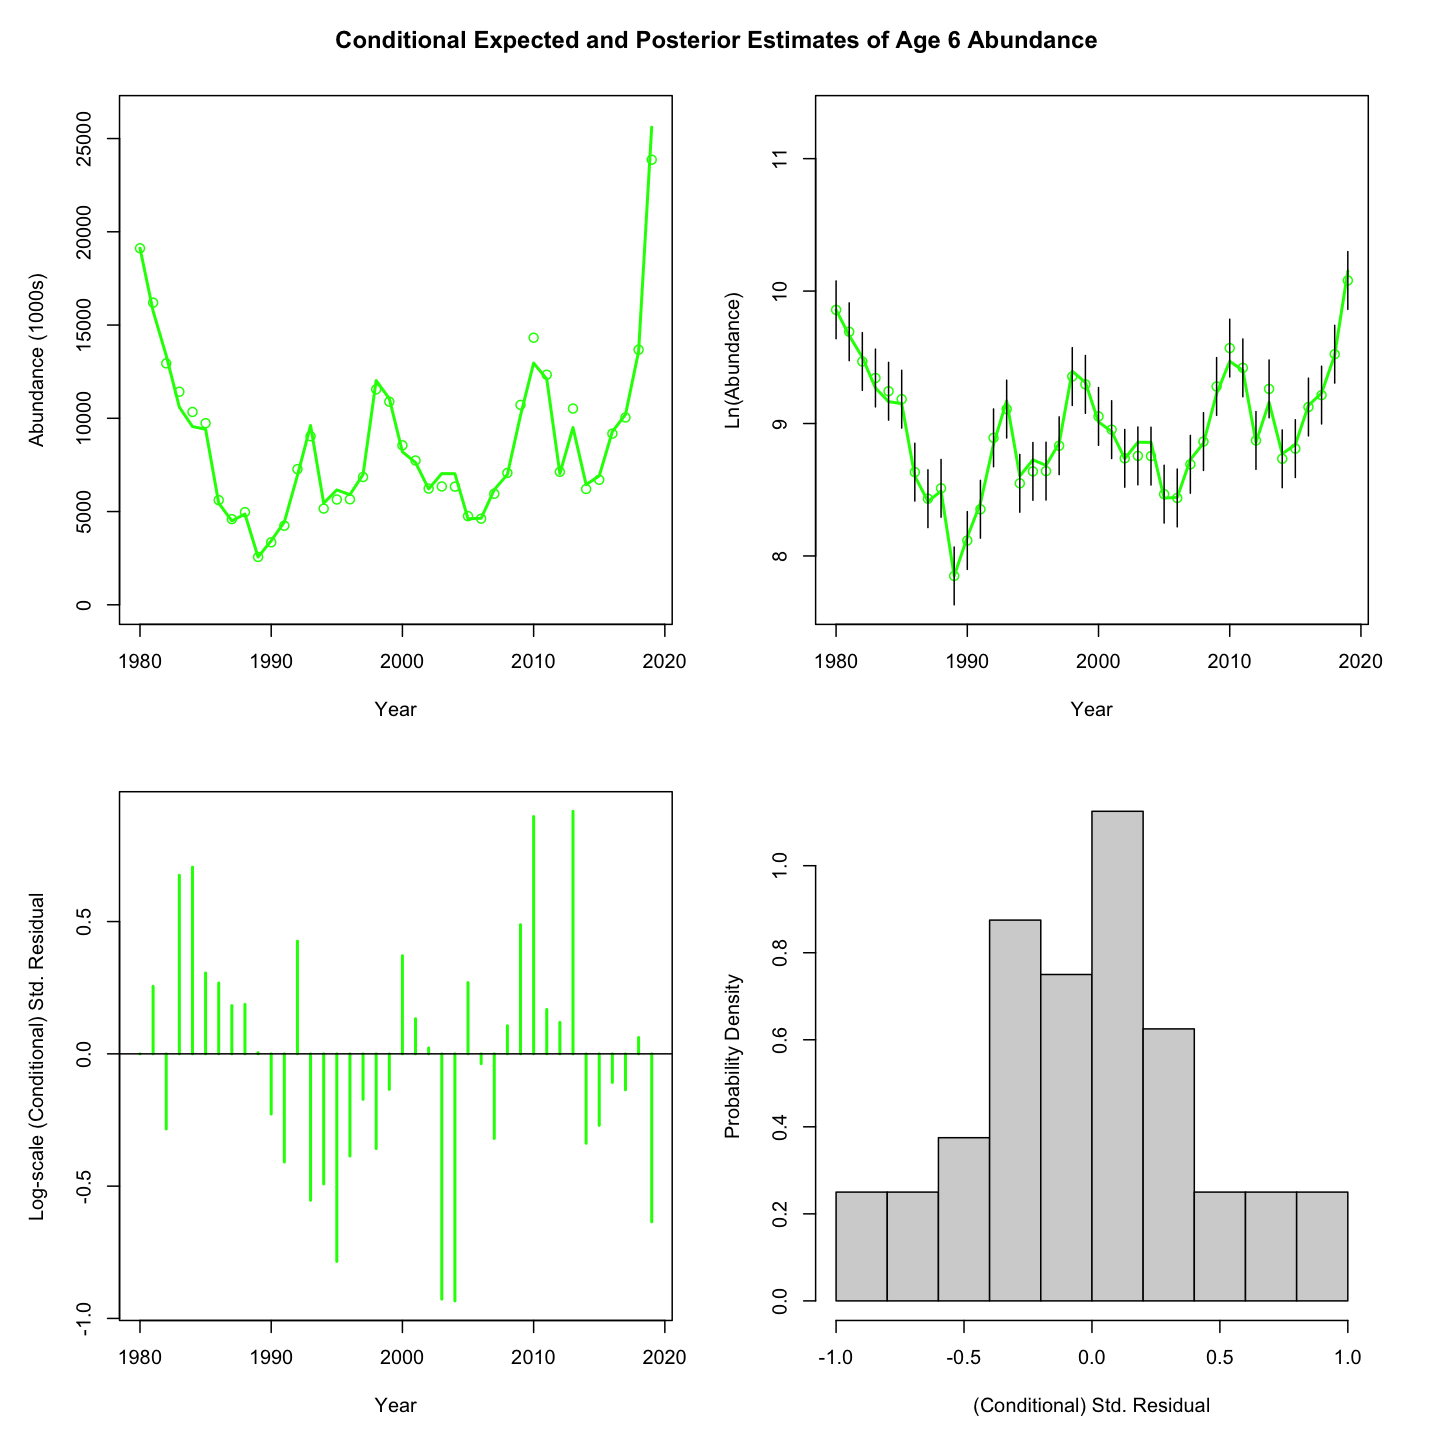 Conditional Expected and Posterior Estimates of Age 6 Abundance
Abundance (1000s)
25000
20000
15000
10000
5000
0
1980 1990 2000 2010 2020
Year
Ln(Abundance)
11
10
9
8
1980 1990 2000 2010 2020
Year
Log-scale (Conditional) Std. Residual
0.5
0.0
-0.5
-1.0
1980 1990 2000 2010 2020
Year
Probability Density
1.0
0.8
0.6
0.4
0.2
0.0
-1.0 -0.5 0.0 0.5 1.0
(Conditional) Std. Residual